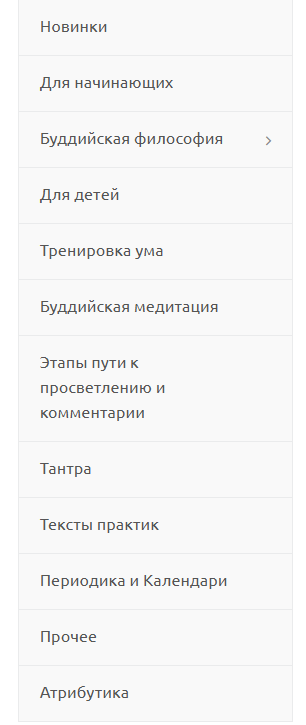 Новинки
Для начинающих
Буддийская философия
Для детей
Тренировка ума
Буддийская медитация
Этапы пути к
просветлению и
комментарии
Тантра
Тексты практик
Периодика и Календари
Прочее
Атрибутика